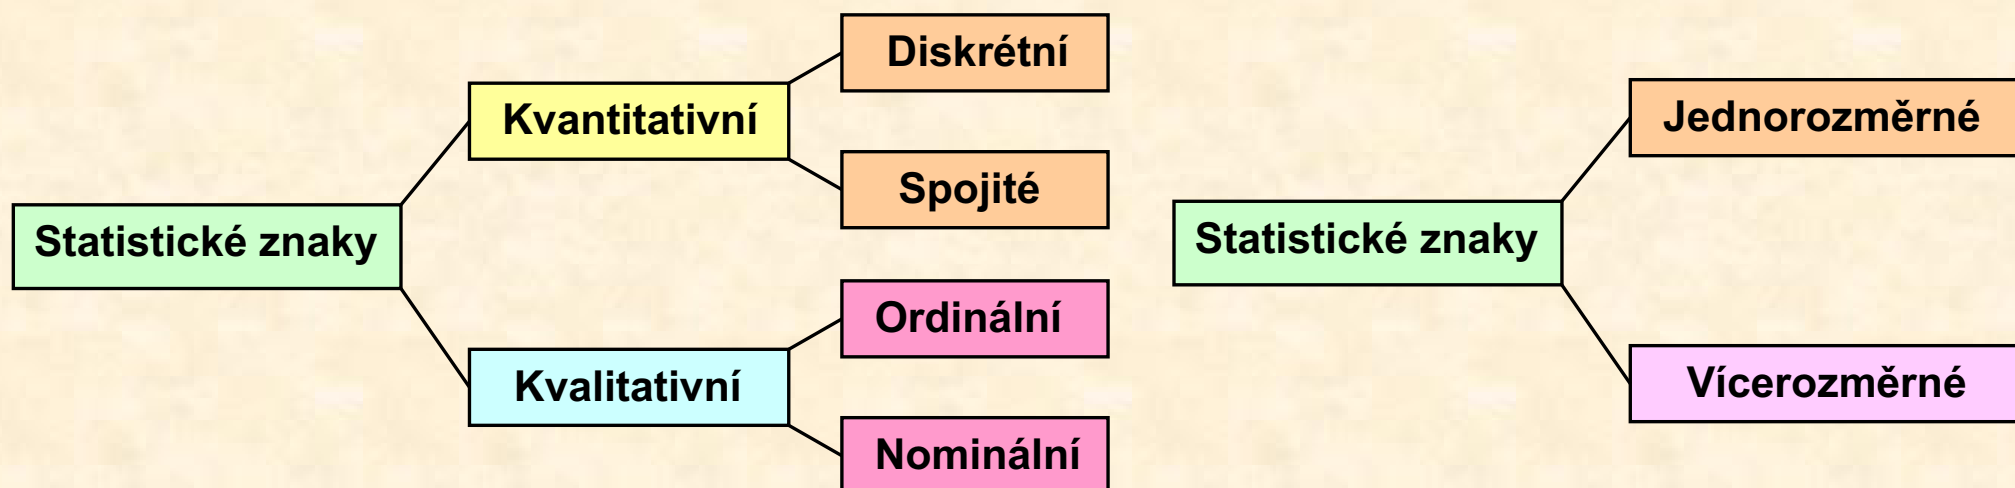 Statistické znaky
Kvantitativní
Diskrétní
Spojité
Kvalitativní
Ordinální
Nominální
Statistické znaky
Jednorozměrné
Vícerozměrné